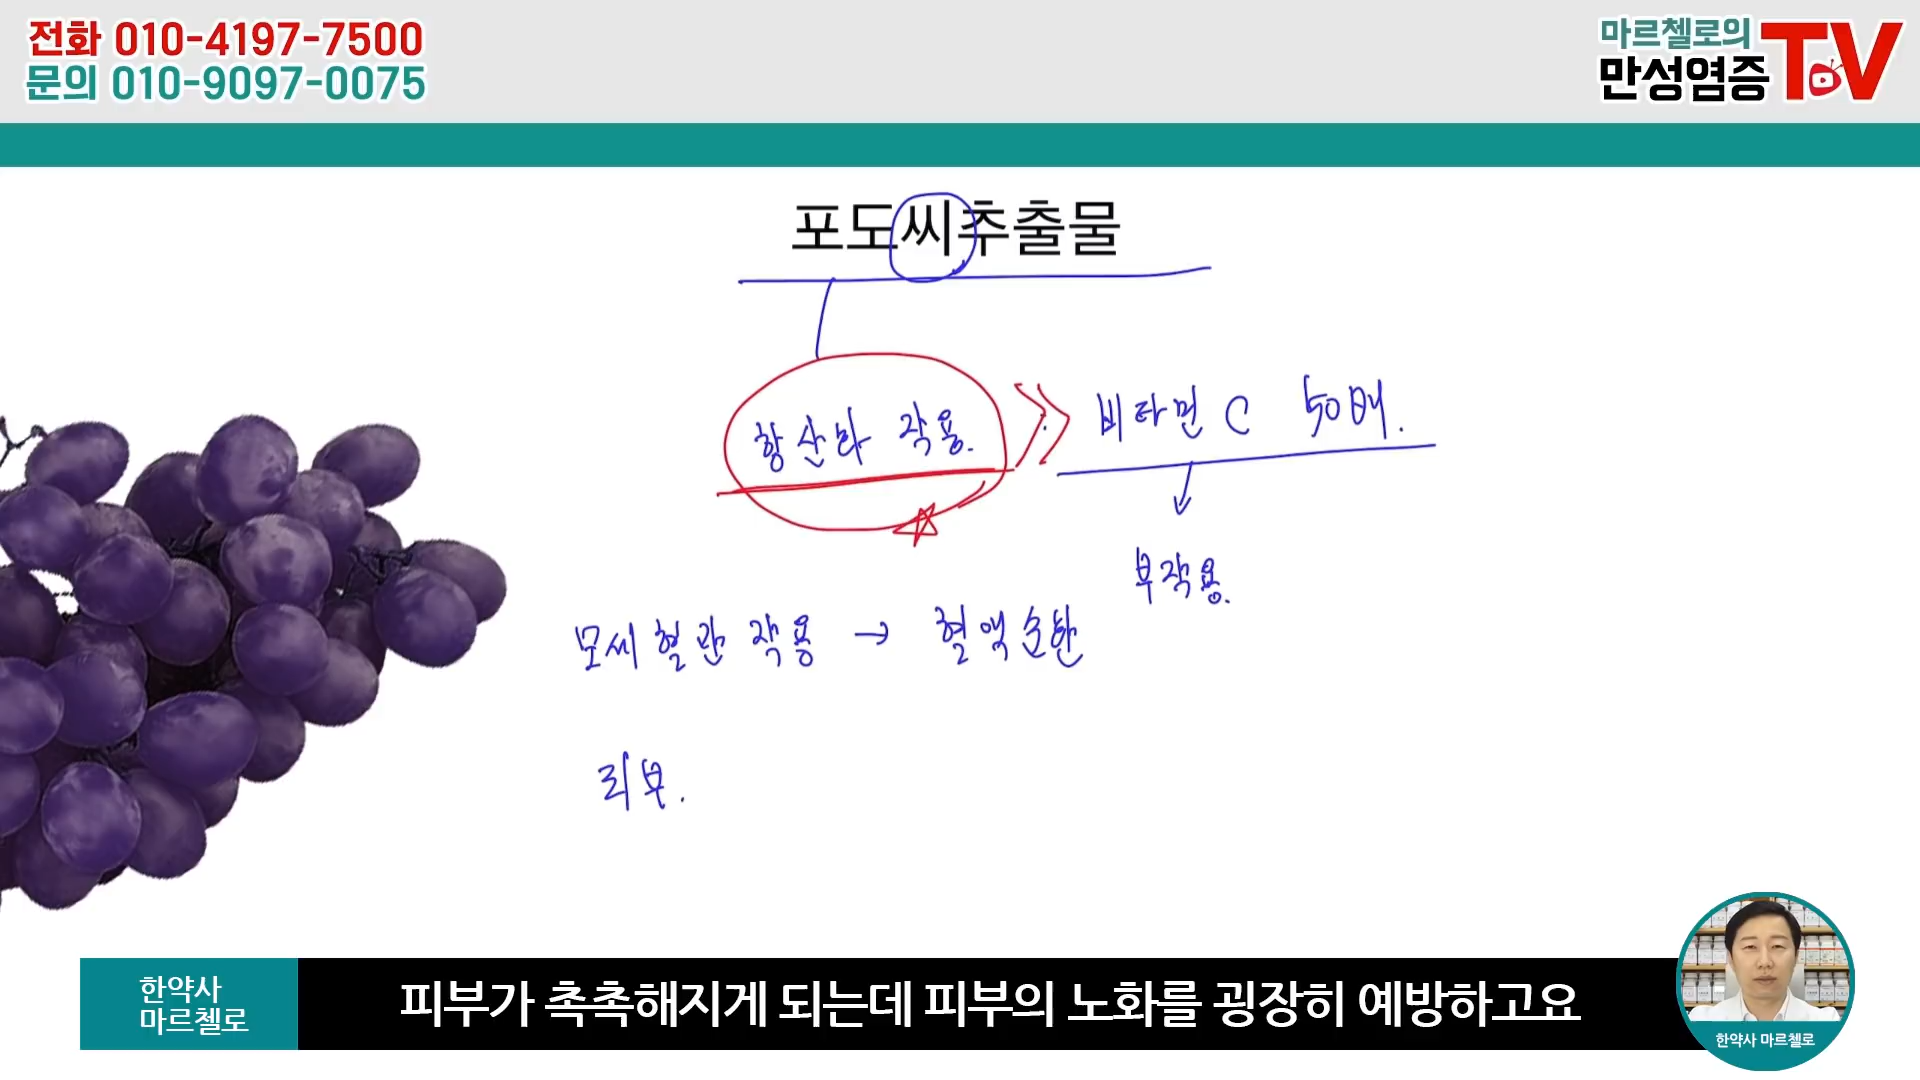 전화 010-4197-7500
문의 010-9097-0075
마르첼로의
만성염증TV
포도씨추출물
항산화 작용. >> 비타민 C 50배.
부작용.
모세혈관 작용 → 혈액순환
피부.
한약사
마르첼로
피부가 촉촉해지게 되는데 피부의 노화를 굉장히 예방하고요
한약사 마르첼로